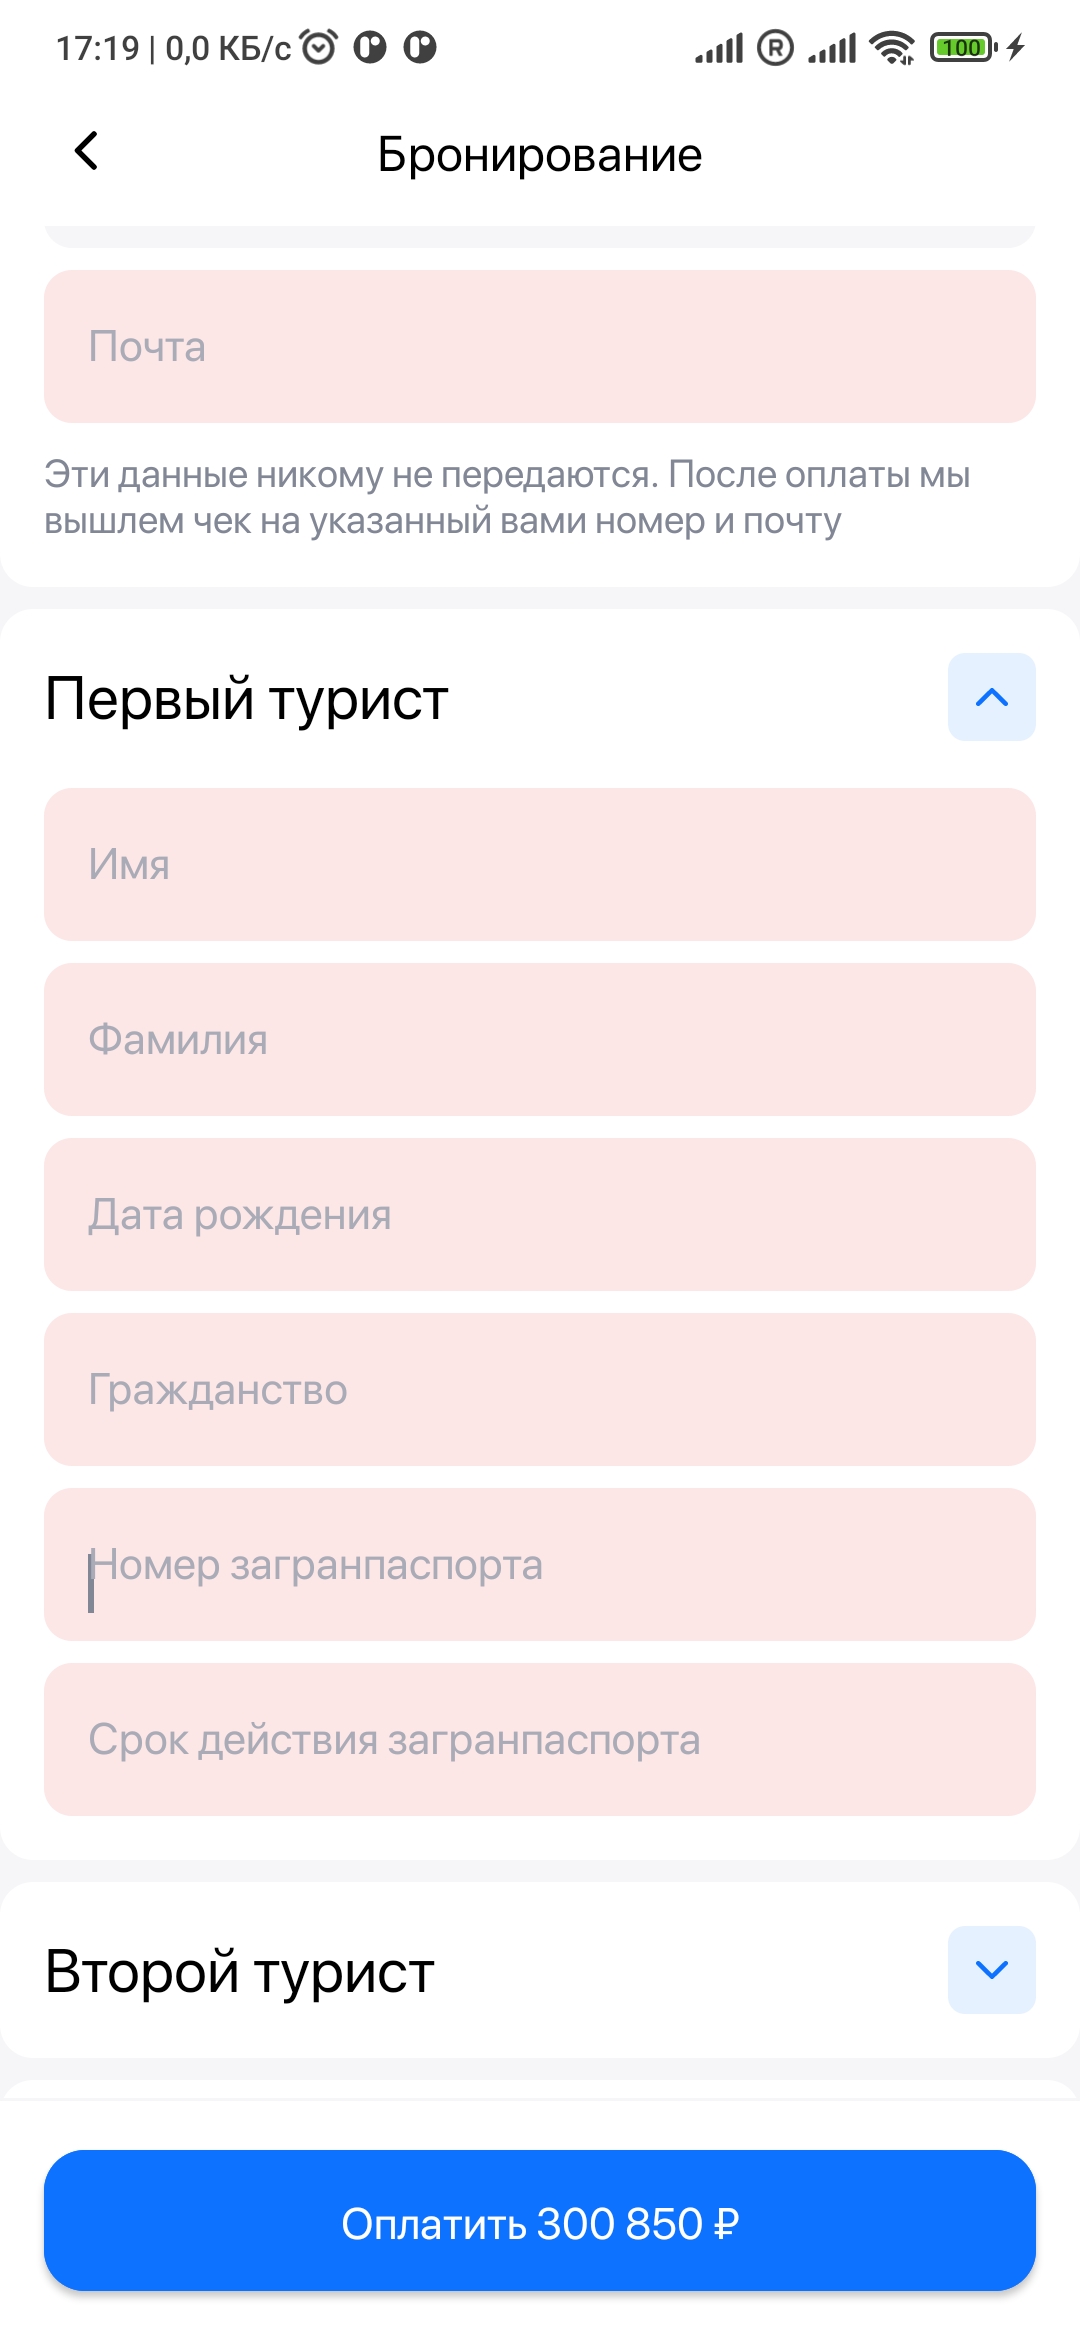 17:19 | 0,0 КБ/с
100
Бронирование
Почта
Эти данные никому не передаются. После оплаты мы
вышлем чек на указанный вами номер и почту
Первый турист
Имя
Фамилия
Дата рождения
Гражданство
Номер загранпаспорта
Срок действия загранпаспорта
Второй турист
Оплатить 300 850 ₽